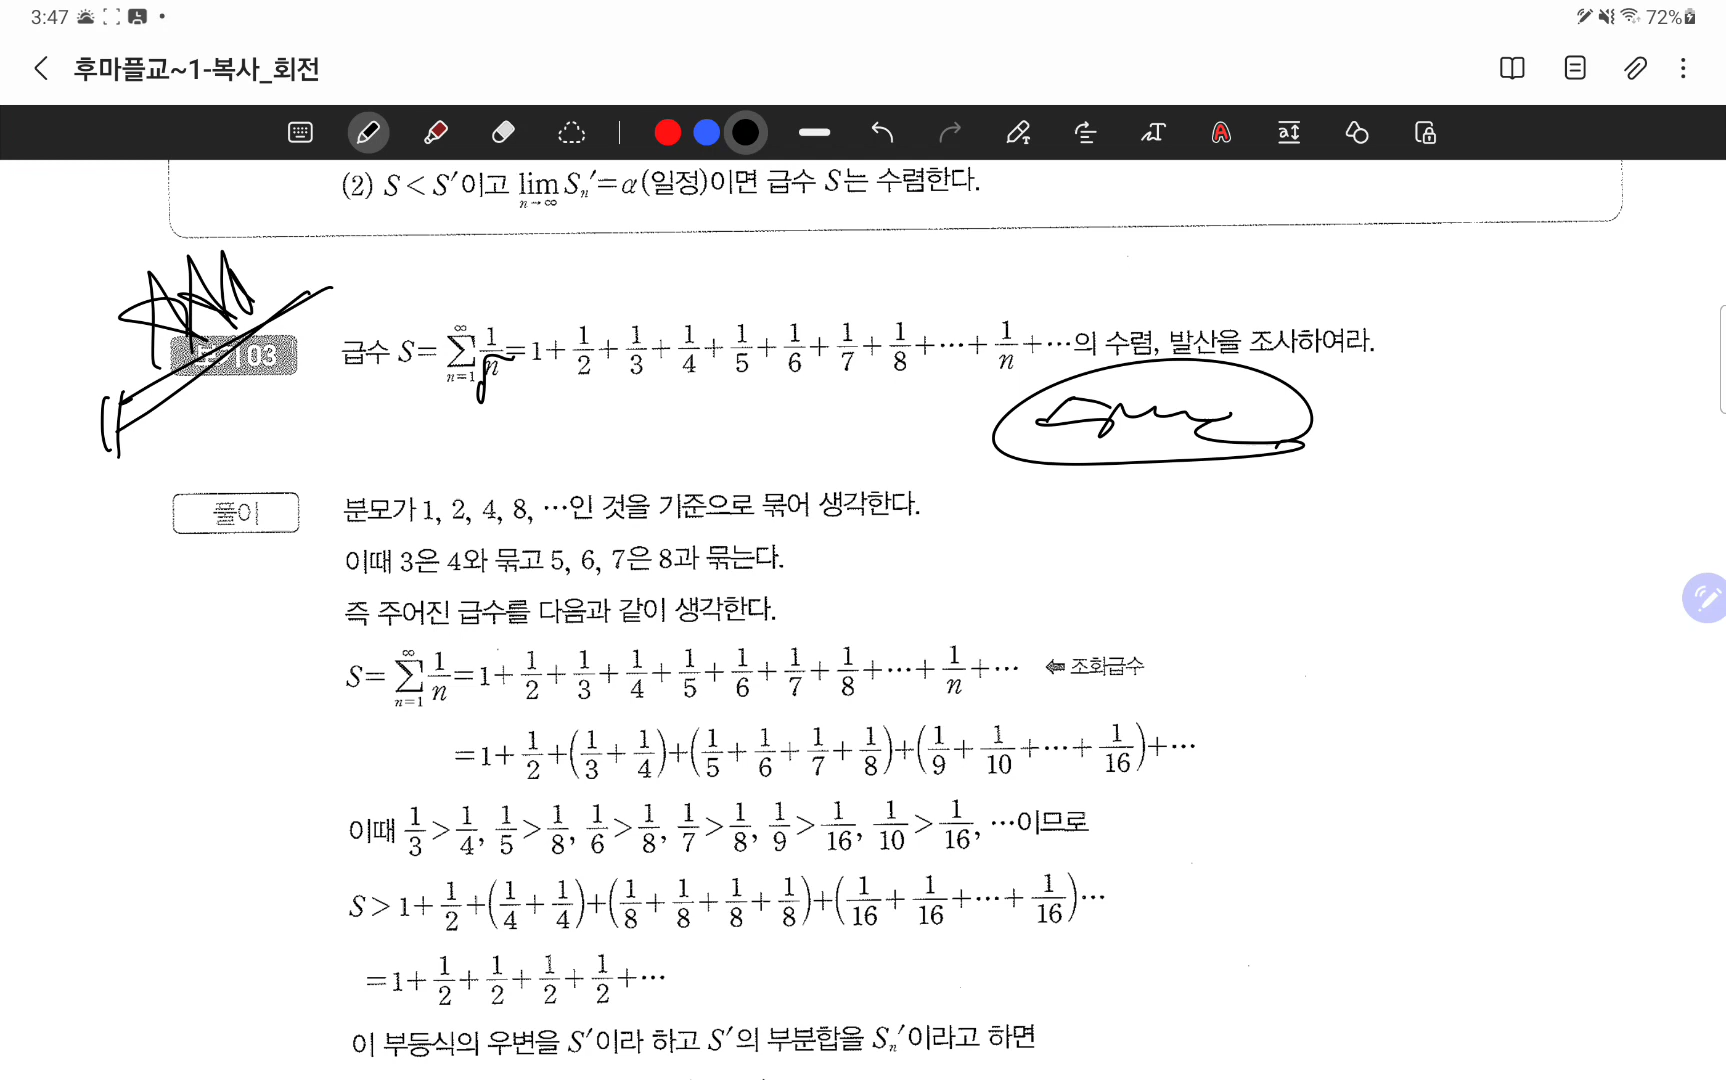 3:47 72%
후마플교~1-복사_회전
(2) S < S′이고 lim_{n→∞} Sₙ′=α(일정)이면 급수 S는 수렴한다.
03 급수 S=∑_{n=1}^{∞} 1/n=1+1/2+1/3+1/4+1/5+1/6+1/7+1/8+⋯+1/n+⋯의 수렴, 발산을 조사하여라.
풀이 분모가 1, 2, 4, 8, ⋯인 것을 기준으로 묶어 생각한다.
이때 3은 4와 묶고 5, 6, 7은 8과 묶는다.
즉 주어진 급수를 다음과 같이 생각한다.
S=∑_{n=1}^{∞} 1/n=1+1/2+1/3+1/4+1/5+1/6+1/7+1/8+⋯+1/n+⋯ ⇐ 조화급수
=1+1/2+(1/3+1/4)+(1/5+1/6+1/7+1/8)+(1/9+1/10+⋯+1/16)+⋯
이때 1/3>1/4, 1/5>1/8, 1/6>1/8, 1/7>1/8, 1/9>1/16, 1/10>1/16, ⋯이므로
S>1+1/2+(1/4+1/4)+(1/8+1/8+1/8+1/8)+(1/16+1/16+⋯+1/16)⋯
=1+1/2+1/2+1/2+1/2+⋯
이 부등식의 우변을 S′이라 하고 S′의 부분합을 Sₙ′이라고 하면